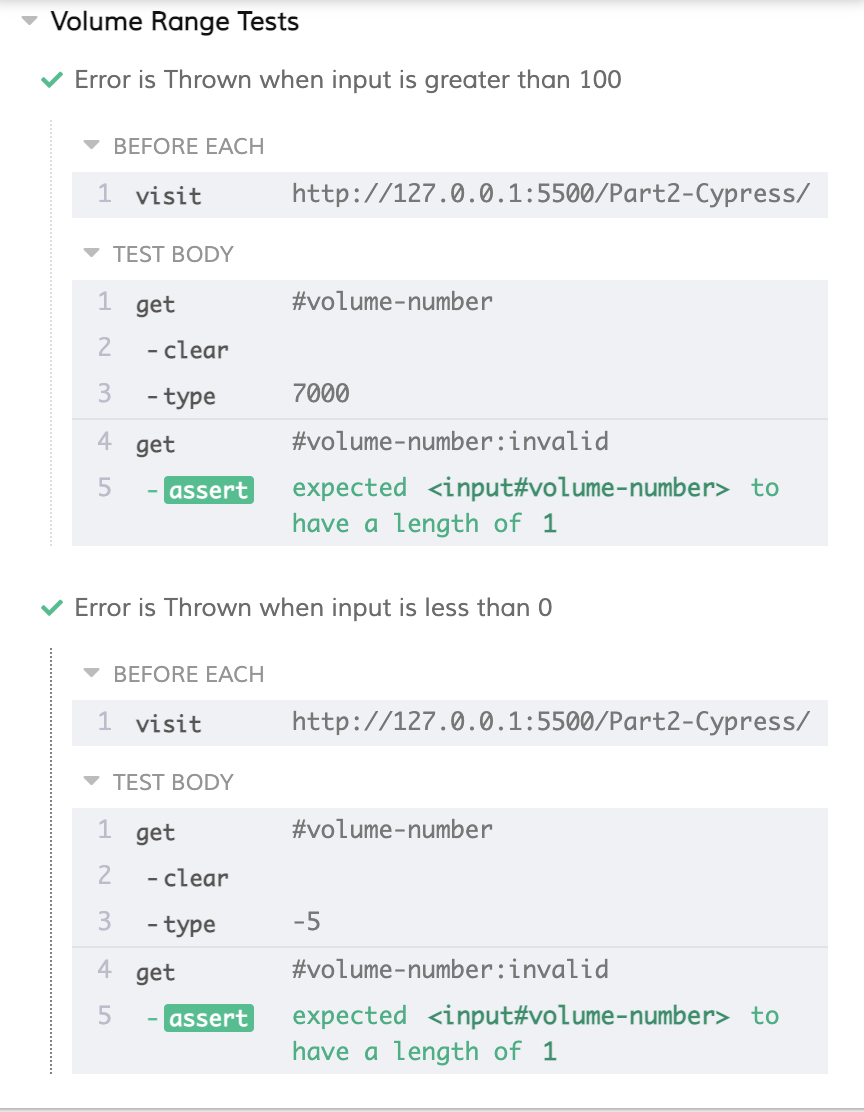 Volume Range Tests
Error is Thrown when input is greater than 100
BEFORE EACH
1 visit http://127.0.0.1:5500/Part2-Cypress/
TEST BODY
1 get #volume-number
2 -clear
3 -type 7000
4 get #volume-number:invalid
5 -assert expected <input#volume-number> to
have a length of 1
Error is Thrown when input is less than 0
BEFORE EACH
1 visit http://127.0.0.1:5500/Part2-Cypress/
TEST BODY
1 get #volume-number
2 -clear
3 -type -5
4 get #volume-number:invalid
5 -assert expected <input#volume-number> to
have a length of 1